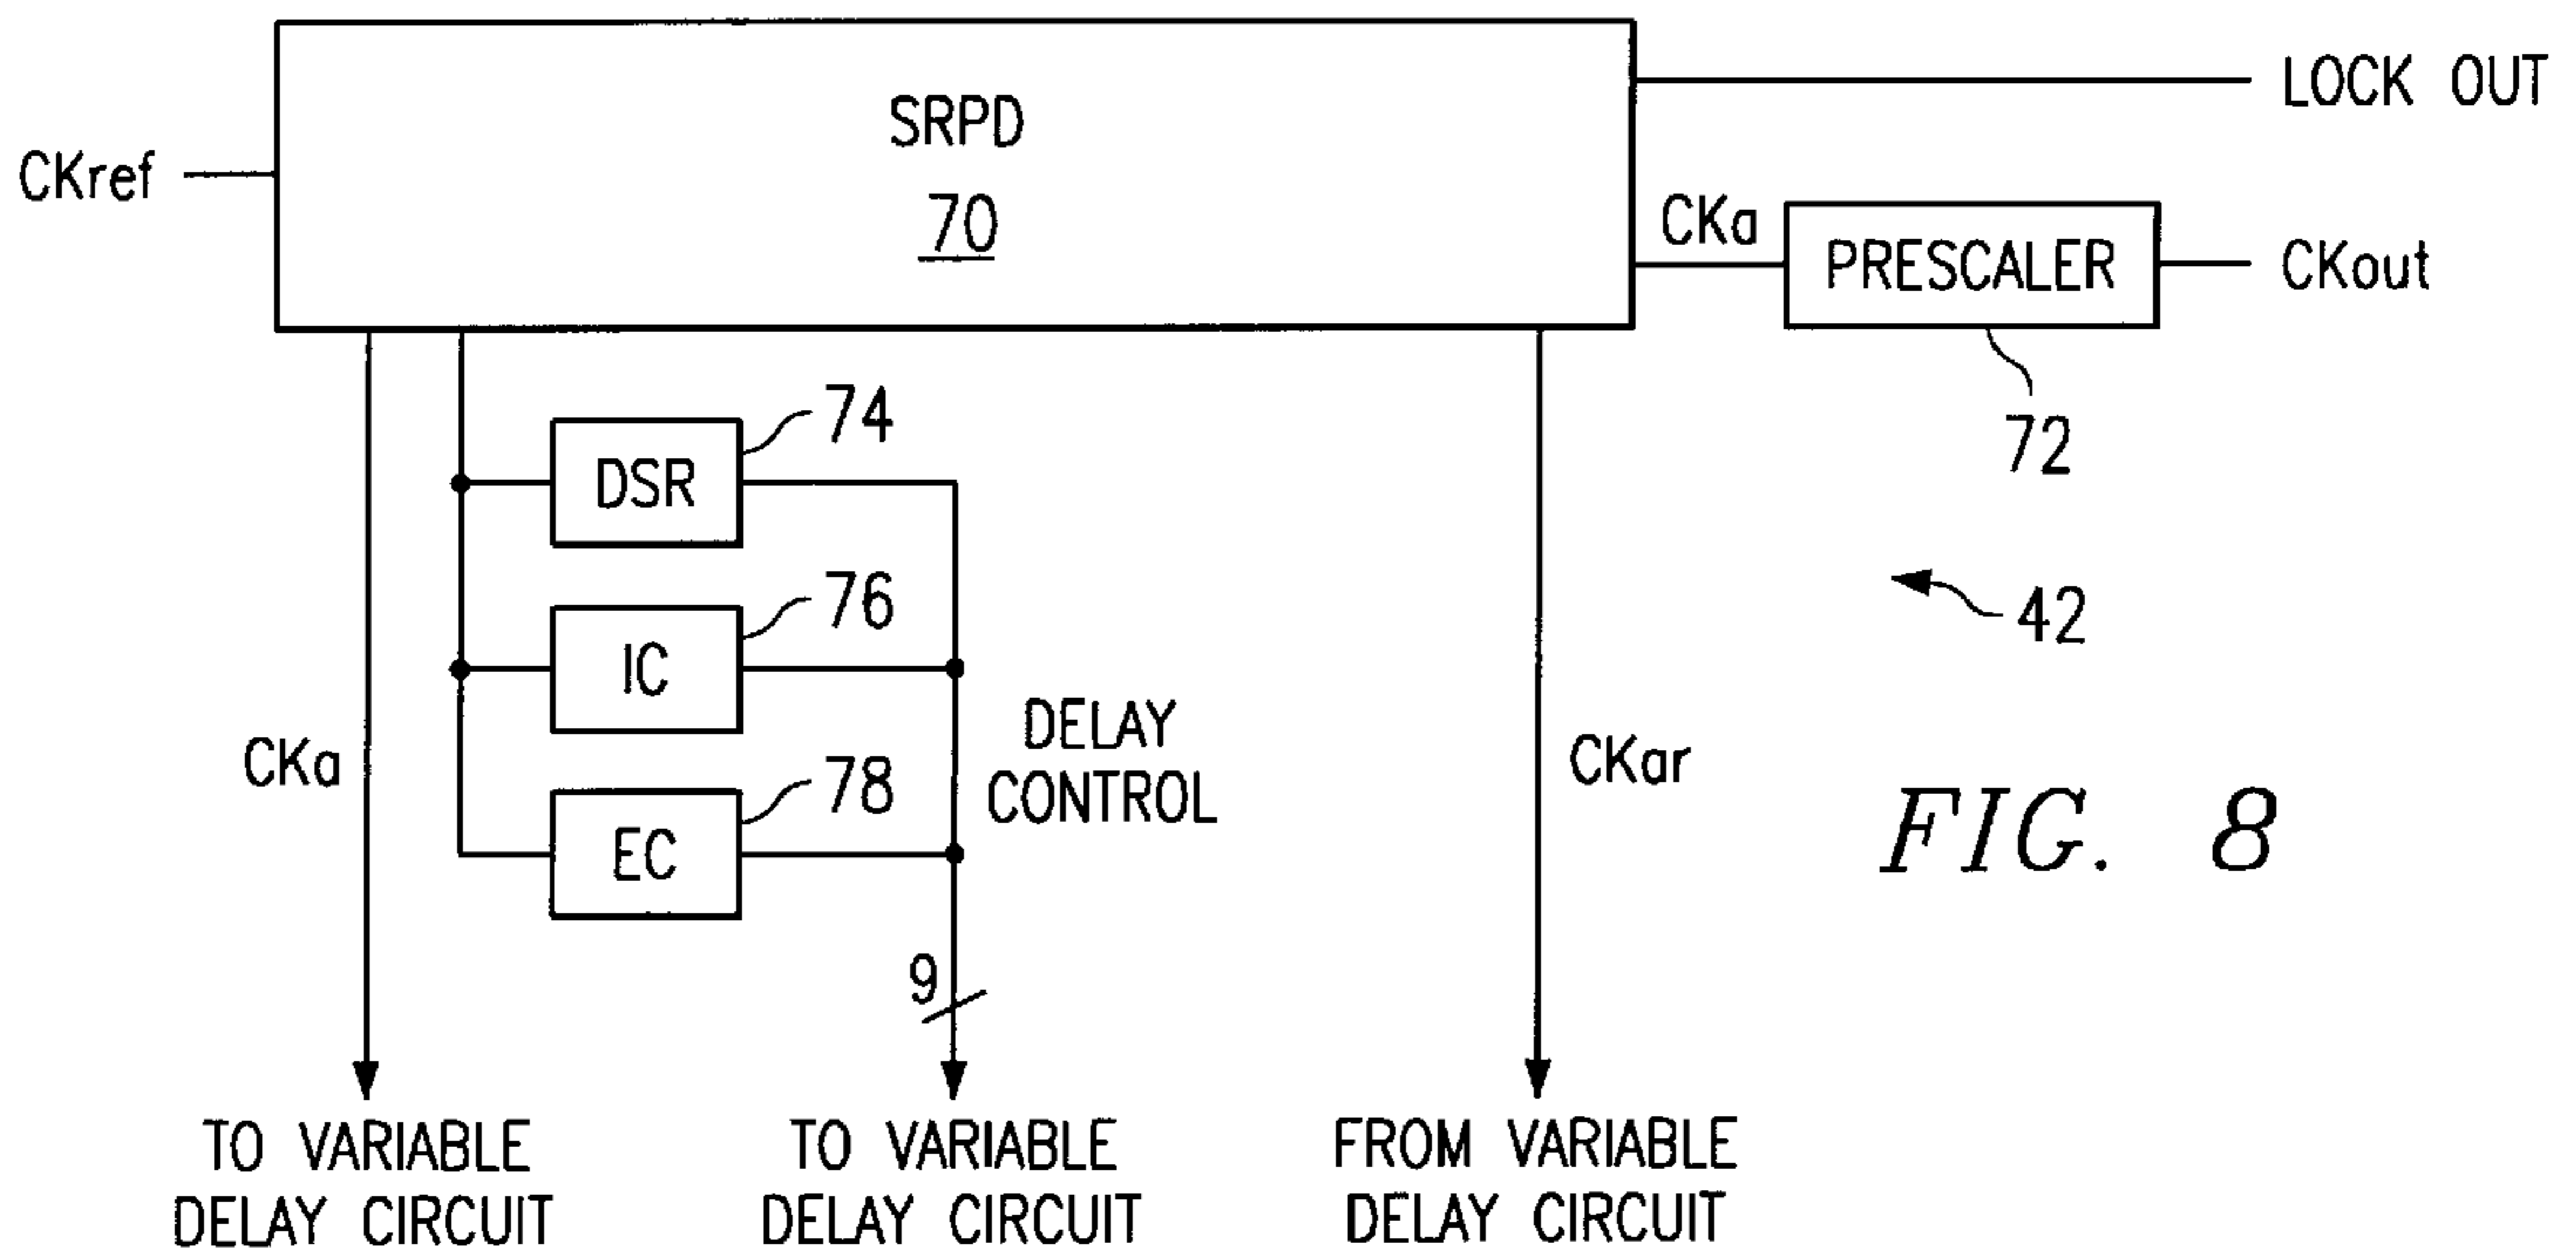 LOCK OUT
SRPD
CKref
70
CKa
PRESCALER
CKout
72
74
DSR
76
IC
42
DELAY
CONTROL
CKa
CKar
78
EC
FIG. 8
9
TO VARIABLE
DELAY CIRCUIT
TO VARIABLE
DELAY CIRCUIT
FROM VARIABLE
DELAY CIRCUIT